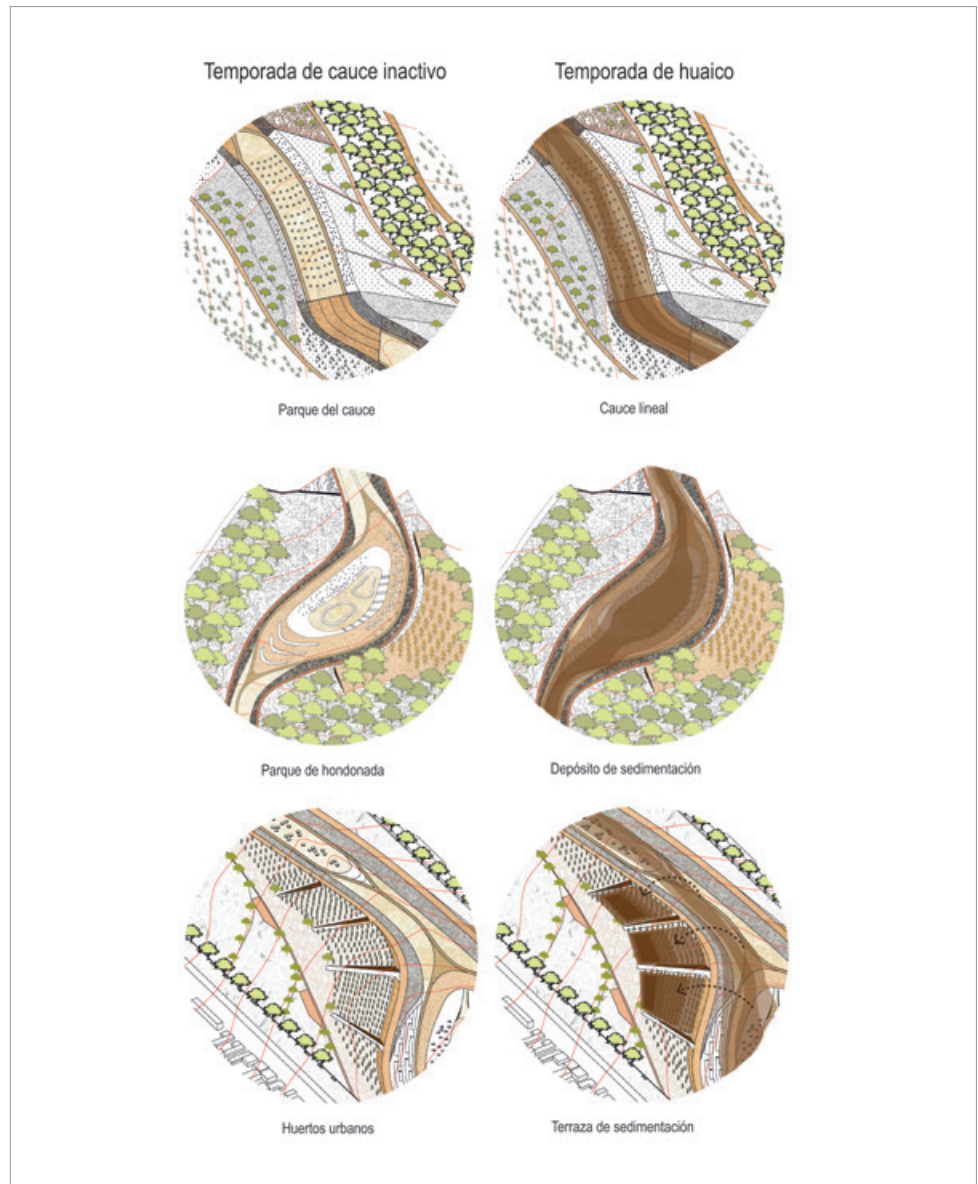 Temporada de cauce inactivo
Temporada de huaico
Parque del cauce
Cauce lineal
Parque de hondonada
Depósito de sedimentación
Huertos urbanos
Terraza de sedimentación